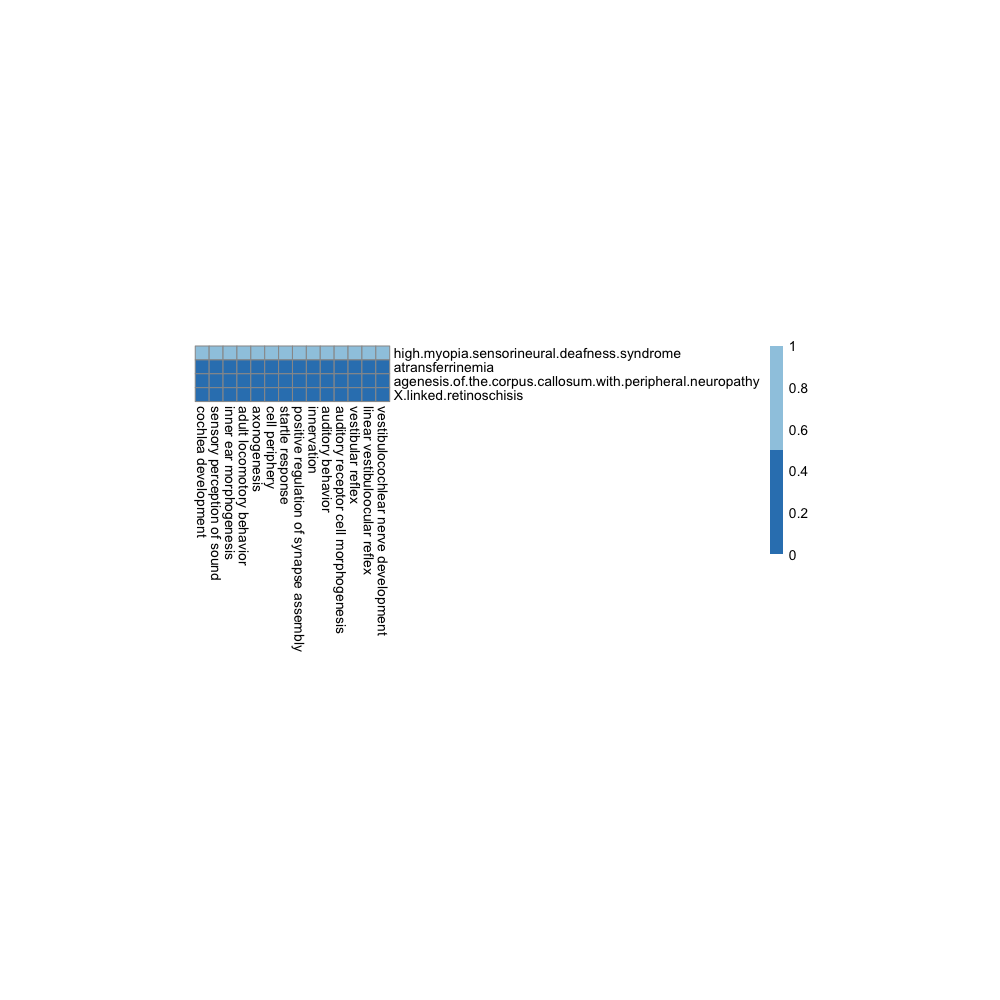 high.myopia.sensorineural.deafness.syndrome
atransferrinemia
agenesis.of.the.corpus.callosum.with.peripheral.neuropathy
X.linked.retinoschisis
cochlea development
sensory perception of sound
inner ear morphogenesis
adult locomotory behavior
axonogenesis
cell periphery
startle response
positive regulation of synapse assembly
innervation
auditory behavior
auditory receptor cell morphogenesis
vestibular reflex
linear vestibuloocular reflex
vestibulocochlear nerve development
1
0.8
0.6
0.4
0.2
0